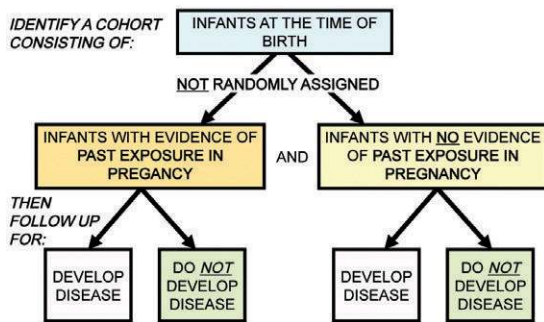 IDENTIFY A COHORT
CONSISTING OF:
INFANTS AT THE TIME OF
BIRTH
NOT RANDOMLY ASSIGNED
INFANTS WITH EVIDENCE OF
PAST EXPOSURE IN
PREGANCY
AND
INFANTS WITH NO EVIDENCE
OF PAST EXPOSURE IN
PREGNANCY
THEN
FOLLOW UP
FOR:
DEVELOP
DISEASE
DO NOT
DEVELOP
DISEASE
DEVELOP
DISEASE
DO NOT
DEVELOP
DISEASE